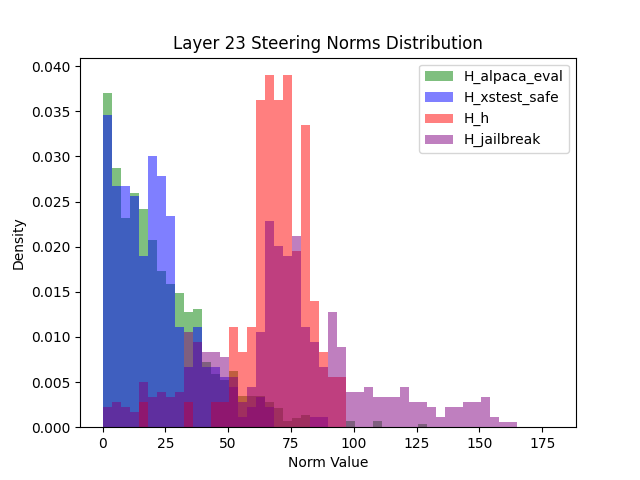 Layer 23 Steering Norms Distribution
H_alpaca_eval
H_xstest_safe
H_h
H_jailbreak
0.040
0.035
0.030
0.025
0.020
0.015
0.010
0.005
0.000
Density
0 25 50 75 100 125 150 175
Norm Value